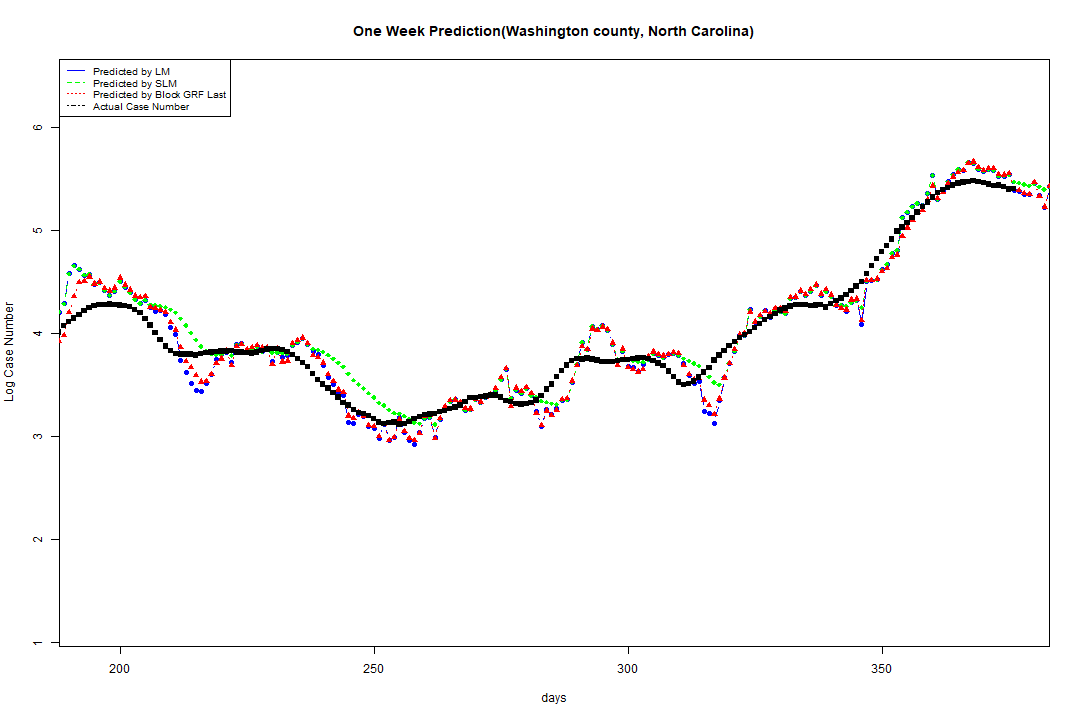 One Week Prediction(Washington county, North Carolina)
Predicted by LM
Predicted by SLM
Predicted by Block GRF Last
Actual Case Number
6
5
4
3
2
1
Log Case Number
200 250 300 350
days